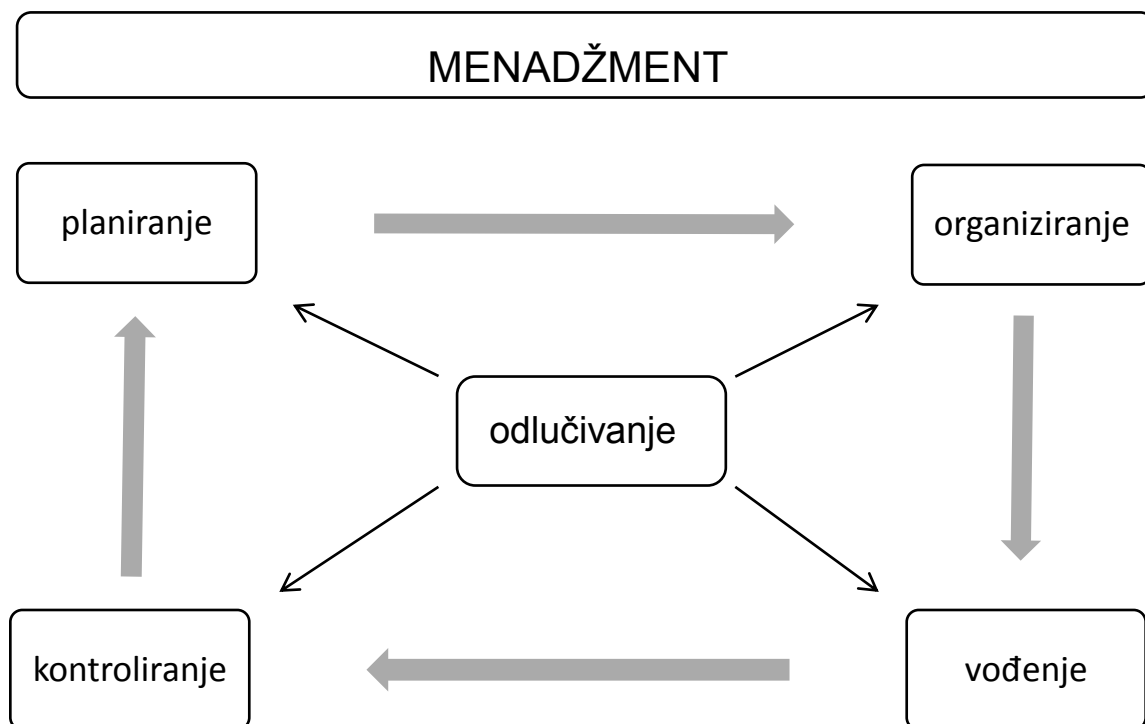 MENADŽMENT
planiranje
organiziranje
odlučivanje
kontroliranje
vođenje